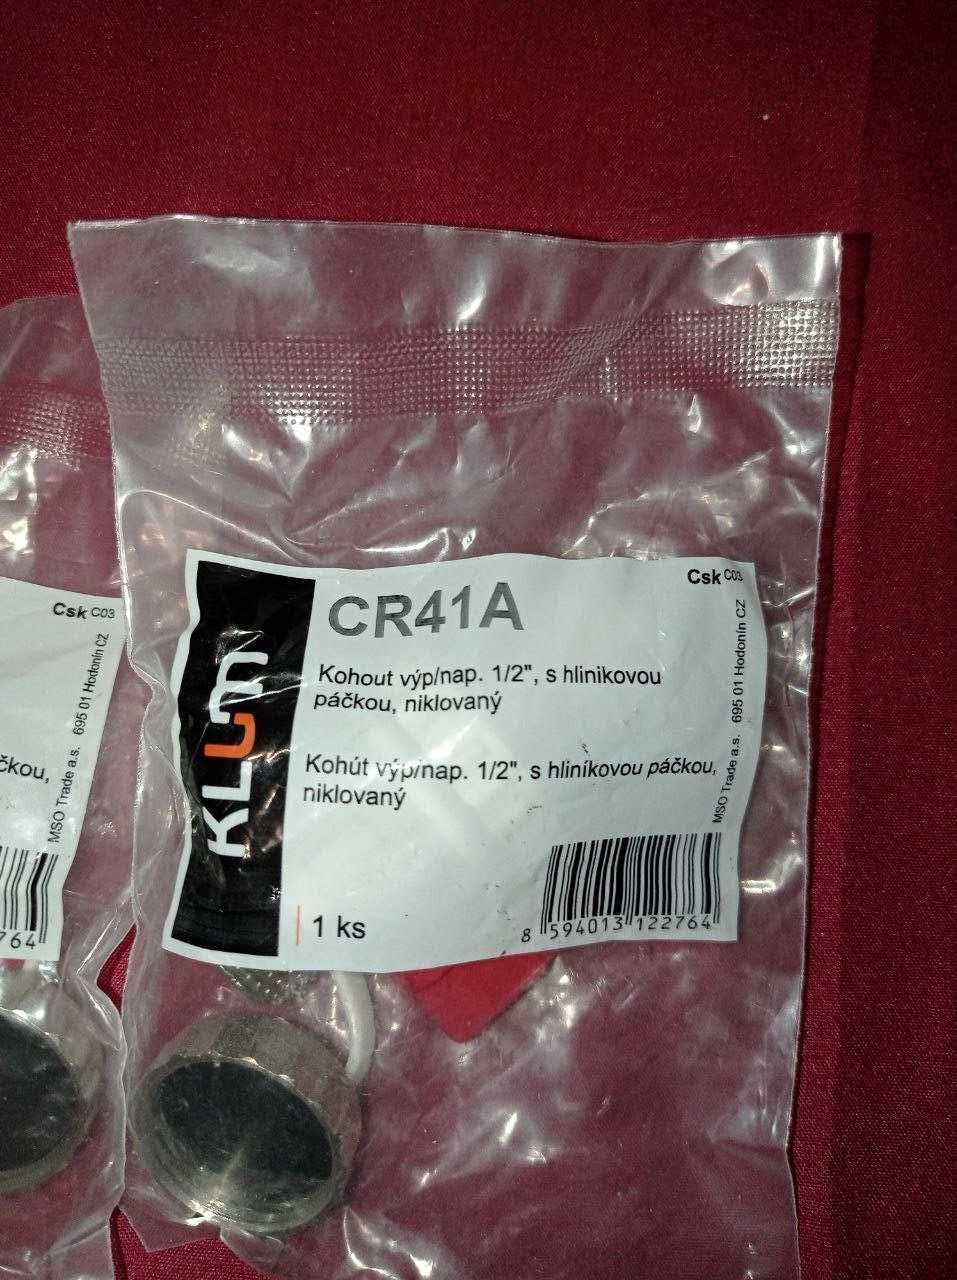 Csk C03
MSO Trade a.s. 695 01 Hodonín CZ
čkou,
764
KLUM
CR41A
Csk C03
Kohout výp/nap. 1/2", s hlinikovou
páčkou, niklovaný
Kohút výp/nap. 1/2", s hliníkovou páčkou,
niklovaný
MSO Trade a.s. 695 01 Hodonín CZ
1 ks
8 594013 122764